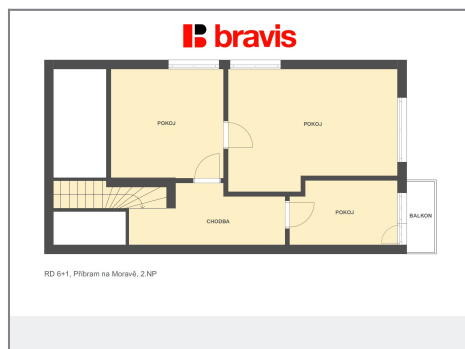 bravis
POKOJ
POKOJ
POKOJ
BALKON
CHODBA
RD 6+1, Příbram na Moravě, 2.NP